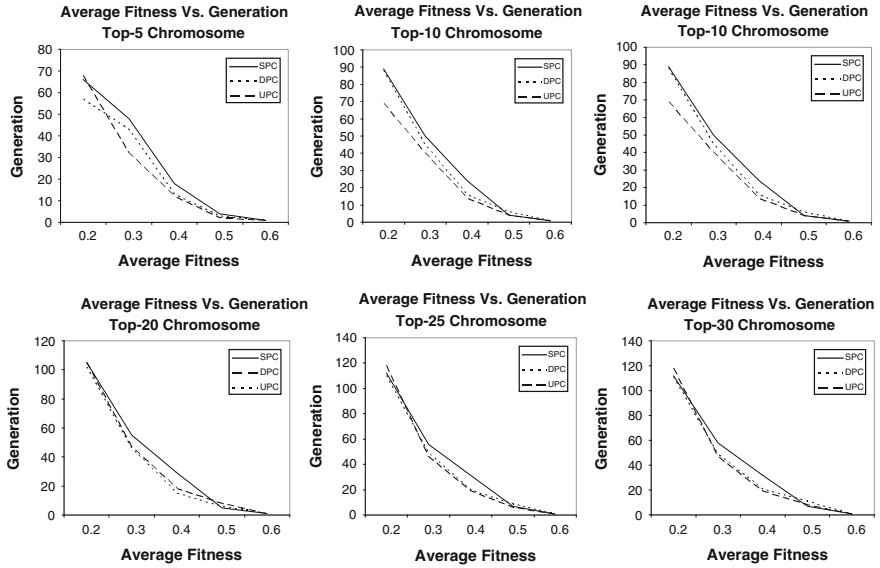 Average Fitness Vs. Generation
Top-5 Chromosome
80
70
60
50
40
30
20
10
0
Generation
SPC
DPC
UPC
0.2 0.3 0.4 0.5 0.6
Average Fitness
Average Fitness Vs. Generation
Top-10 Chromosome
100
90
80
70
60
50
40
30
20
10
0
Generation
SPC
DPC
UPC
0.2 0.3 0.4 0.5 0.6
Average Fitness
Average Fitness Vs. Generation
Top-10 Chromosome
100
90
80
70
60
50
40
30
20
10
0
Generation
SPC
DPC
UPC
0.2 0.3 0.4 0.5 0.6
Average Fitness
Average Fitness Vs. Generation
Top-20 Chromosome
120
100
80
60
40
20
0
Generation
SPC
DPC
UPC
0.2 0.3 0.4 0.5 0.6
Average Fitness
Average Fitness Vs. Generation
Top-25 Chromosome
140
120
100
80
60
40
20
0
Generation
SPC
DPC
UPC
0.2 0.3 0.4 0.5 0.6
Average Fitness
Average Fitness Vs. Generation
Top-30 Chromosome
140
120
100
80
60
40
20
0
Generation
SPC
DPC
UPC
0.2 0.3 0.4 0.5 0.6
Average Fitness